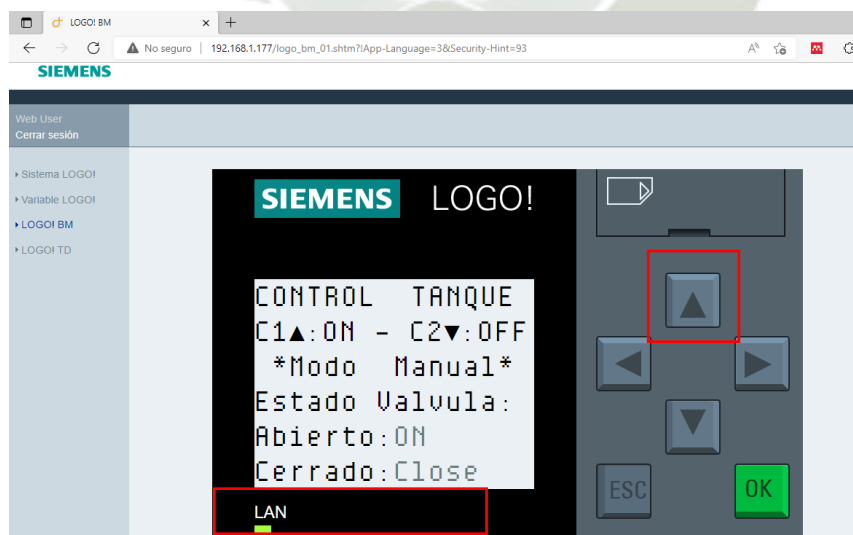 LOGO! BM
No seguro | 192.168.1.177/logo_bm_01.shtm?!App-Language=3&Security-Hint=93
SIEMENS
Web User
Cerrar sesión
Sistema LOGO!
Variable LOGO!
LOGO! BM
LOGO! TD
SIEMENS LOGO!
CONTROL TANQUE
C1▲:ON - C2▼:OFF
*Modo Manual*
Estado Valvula:
Abierto:ON
Cerrado:Close
LAN
ESC
OK